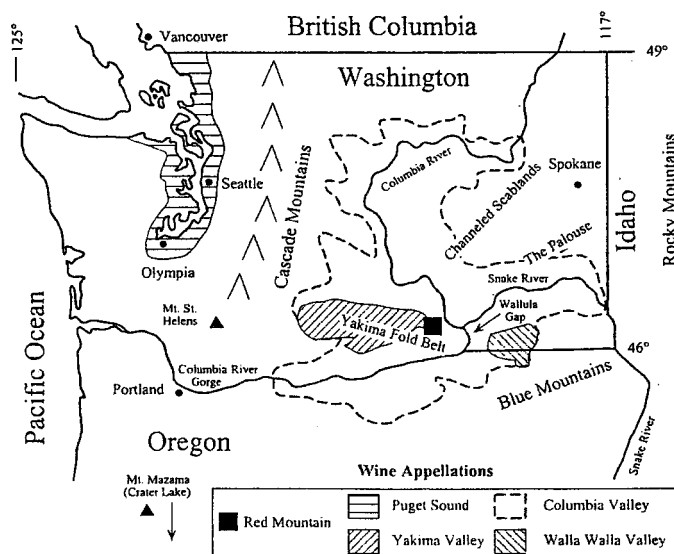 British Columbia
125°
117°
Vancouver
49°
Washington
Columbia River
Spokane
Seattle
Cascade Mountains
Channeled Scablands
Idaho
Rocky Mountains
The Palouse
Olympia
Snake River
Mt. St.
Helens
Wallula
Gap
Yakima Fold Belt
Pacific Ocean
Columbia River
Gorge
46°
Portland
Blue Mountains
Oregon
Snake River
Mt. Mazama
(Crater Lake)
Wine Appellations
Red Mountain
Puget Sound
Columbia Valley
Yakima Valley
Walla Walla Valley